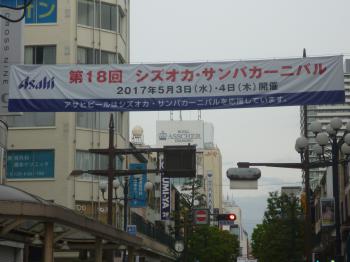 第18回 シズオカ・サンバカーニバル
Asahi
2017年5月3日(水)・4日(木)開催
アサヒビールはシズオカ・サンバカーニバルを応援しています。
ROYAL
ASSCHER
DIAMOND